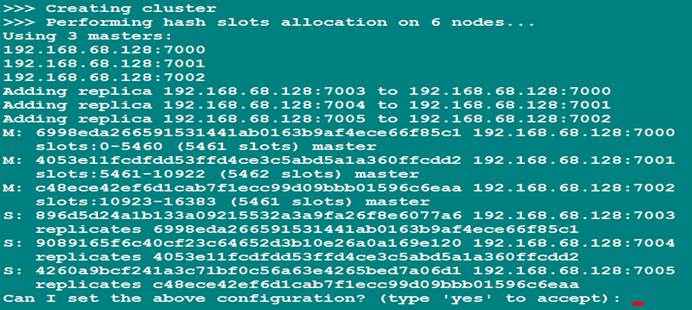 >>> Creating cluster
>>> Performing hash slots allocation on 6 nodes...
Using 3 masters:
192.168.68.128:7000
192.168.68.128:7001
192.168.68.128:7002
Adding replica 192.168.68.128:7003 to 192.168.68.128:7000
Adding replica 192.168.68.128:7004 to 192.168.68.128:7001
Adding replica 192.168.68.128:7005 to 192.168.68.128:7002
M: 6998eda266591531441ab0163b9af4ece66f85c1 192.168.68.128:7000
slots:0-5460 (5461 slots) master
M: 4053e11fcdfdd53ffd4ce3c5abd5a1a360ffcdd2 192.168.68.128:7001
slots:5461-10922 (5462 slots) master
M: c48ece42ef6d1cab7f1ecc99d09bbb01596c6eaa 192.168.68.128:7002
slots:10923-16383 (5461 slots) master
S: 896d5d24a1b133a09215532a3a9fa26f8e6077a6 192.168.68.128:7003
replicates 6998eda266591531441ab0163b9af4ece66f85c1
S: 9089165f6c40cf23c64652d3b10e26a0a169e120 192.168.68.128:7004
replicates 4053e11fcdfdd53ffd4ce3c5abd5a1a360ffcdd2
S: 4260a9bcf241a3c71bf0c56a63e4265bed7a06d1 192.168.68.128:7005
replicates c48ece42ef6d1cab7f1ecc99d09bbb01596c6eaa
Can I set the above configuration? (type 'yes' to accept):